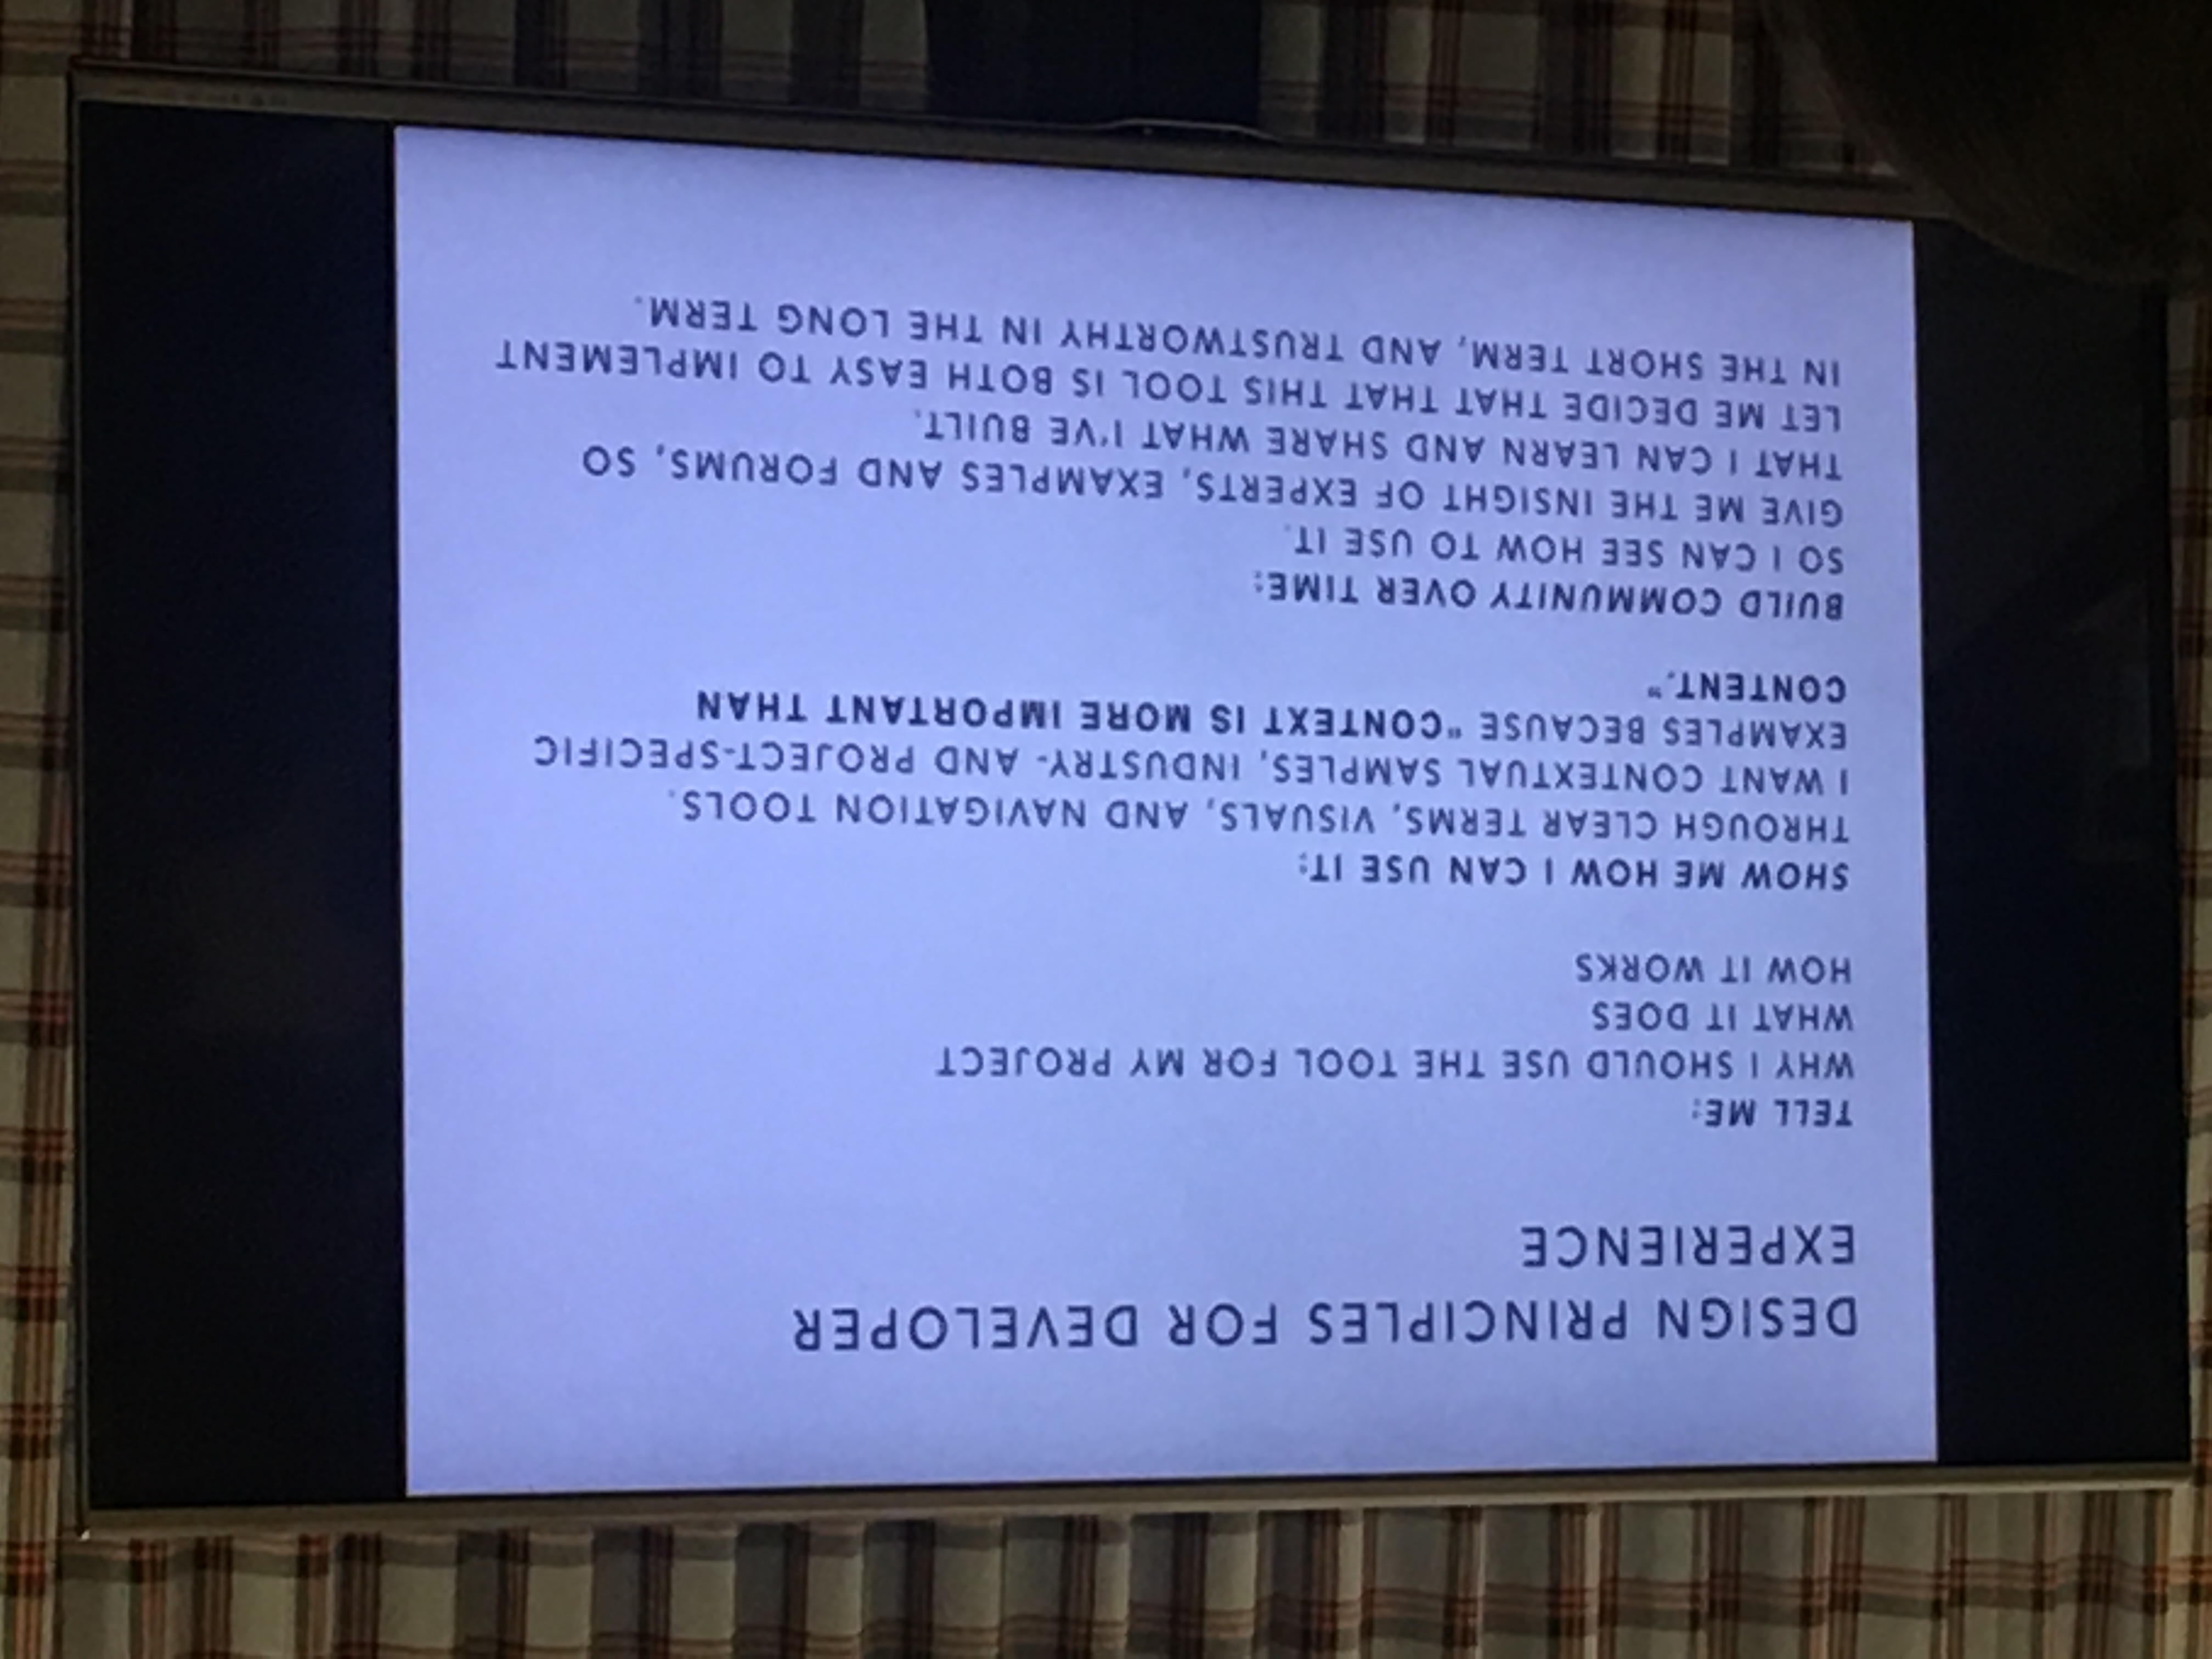 DESIGN PRINCIPLES FOR DEVELOPER
EXPERIENCE
TELL ME:
WHY I SHOULD USE THE TOOL FOR MY PROJECT
WHAT IT DOES
HOW IT WORKS
SHOW ME HOW I CAN USE IT:
THROUGH CLEAR TERMS, VISUALS, AND NAVIGATION TOOLS.
I WANT CONTEXTUAL SAMPLES, INDUSTRY- AND PROJECT-SPECIFIC
EXAMPLES BECAUSE "CONTEXT IS MORE IMPORTANT THAN
CONTENT."
BUILD COMMUNITY OVER TIME:
SO I CAN SEE HOW TO USE IT.
GIVE ME THE INSIGHT OF EXPERTS, EXAMPLES AND FORUMS, SO
THAT I CAN LEARN AND SHARE WHAT I'VE BUILT.
LET ME DECIDE THAT THAT THIS TOOL IS BOTH EASY TO IMPLEMENT
IN THE SHORT TERM, AND TRUSTWORTHY IN THE LONG TERM.